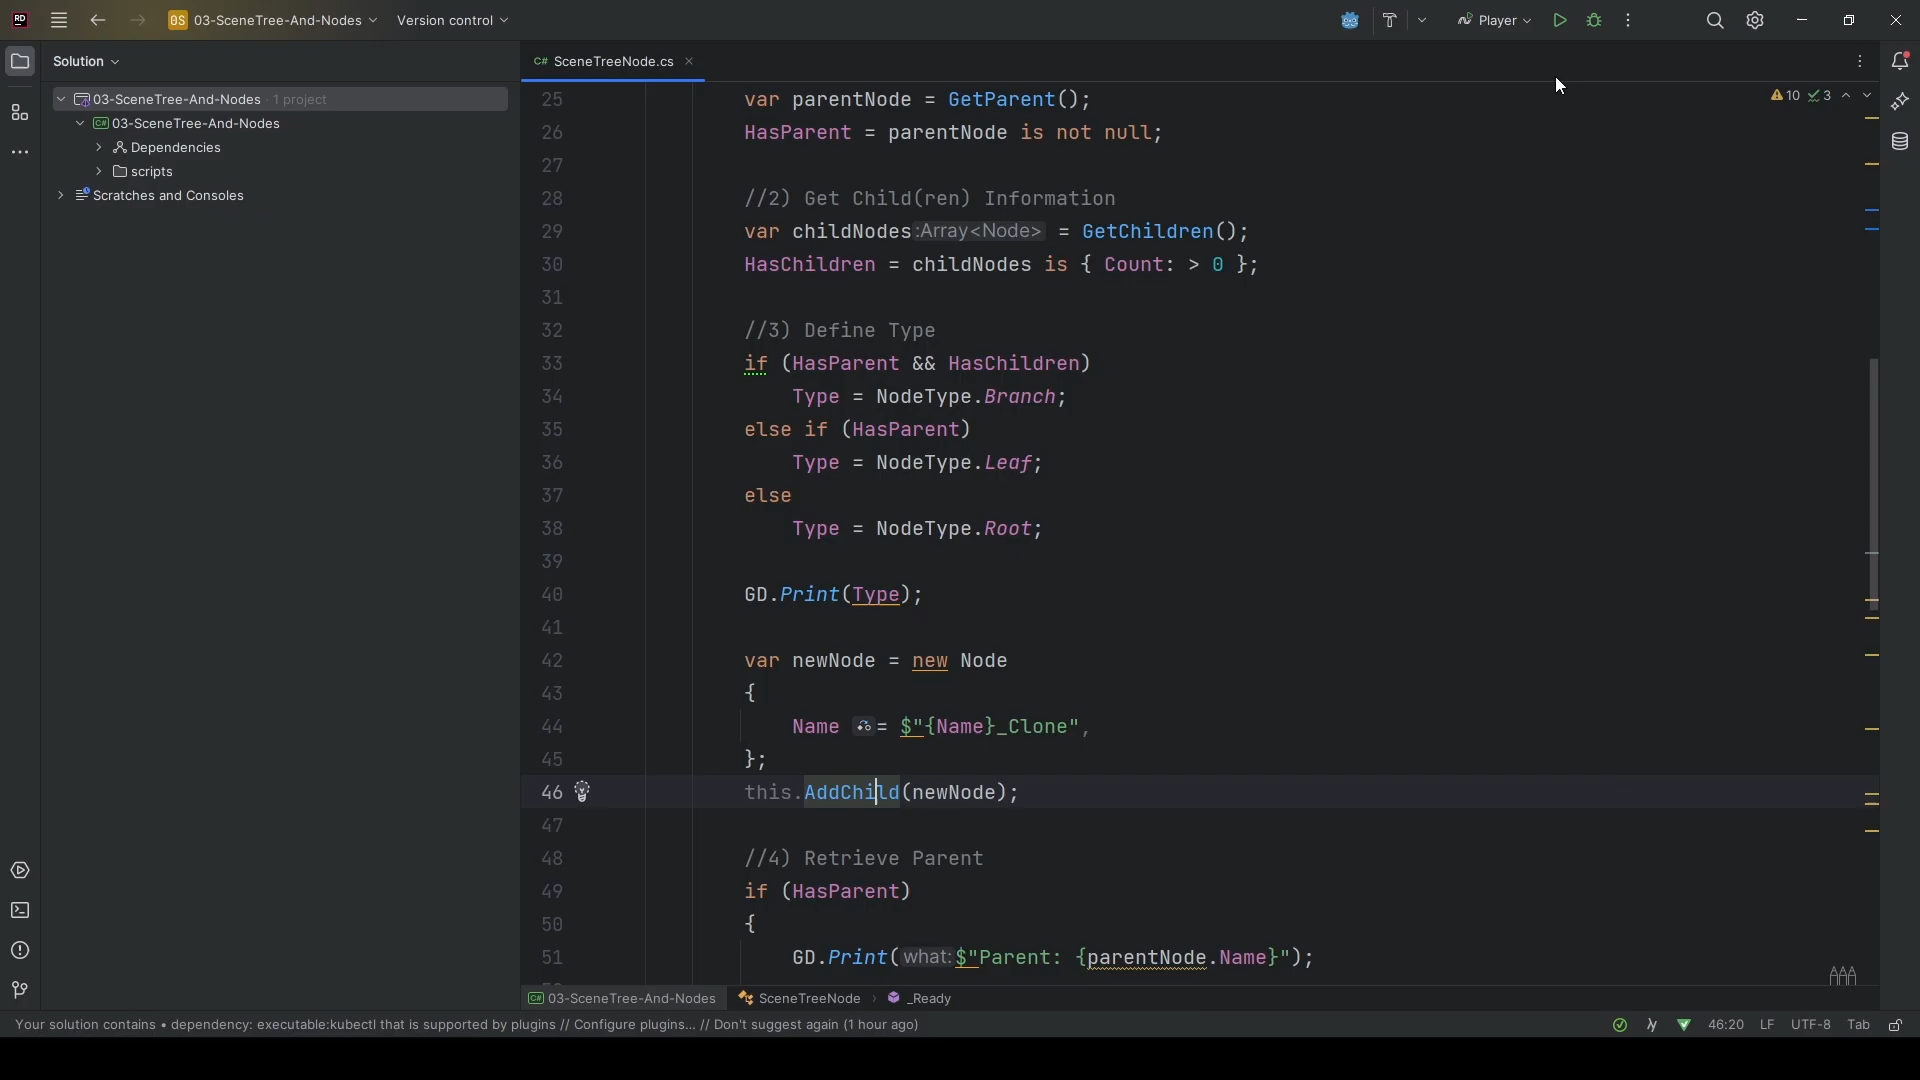 RD
0S 03-SceneTree-And-Nodes
Version control
Player
Solution
C# SceneTreeNode.cs
03-SceneTree-And-Nodes · 1 project
C# 03-SceneTree-And-Nodes
Dependencies
scripts
Scratches and Consoles
10 3
25 var parentNode = GetParent();
26 HasParent = parentNode is not null;
27
28 //2) Get Child(ren) Information
29 var childNodes :Array<Node> = GetChildren();
30 HasChildren = childNodes is { Count: > 0 };
31
32 //3) Define Type
33 if (HasParent && HasChildren)
34 Type = NodeType.Branch;
35 else if (HasParent)
36 Type = NodeType.Leaf;
37 else
38 Type = NodeType.Root;
39
40 GD.Print(Type);
41
42 var newNode = new Node
43 {
44 Name = $"{Name}_Clone",
45 };
46 this.AddChild(newNode);
47
48 //4) Retrieve Parent
49 if (HasParent)
50 {
51 GD.Print( what: $"Parent: {parentNode.Name}");
C# 03-SceneTree-And-Nodes SceneTreeNode › _Ready
Your solution contains • dependency: executable:kubectl that is supported by plugins // Configure plugins... // Don't suggest again (1 hour ago)
46:20 LF UTF-8 Tab